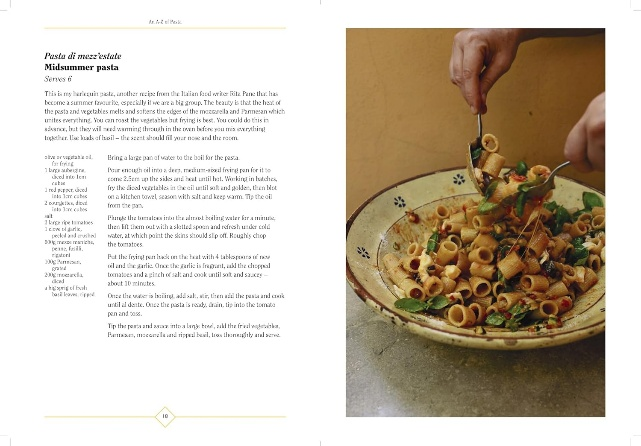 An A-Z of Pasta
Pasta di mezz'estate
Midsummer pasta
Serves 6
This is my harlequin pasta, another recipe from the Italian food writer Rita Pane that has
become a summer favourite, especially if we are a big group. The beauty is that the heat of
the pasta and vegetables melts and softens the edges of the mozzarella and Parmesan which
unites everything. You can roast the vegetables but frying is best. You could do this in
advance, but they will need warming through in the oven before you mix everything
together. Use loads of basil – the scent should fill your nose and the room.
olive or vegetable oil,
for frying
1 large aubergine,
diced into 1cm
cubes
1 red pepper, diced
into 1cm cubes
2 courgettes, diced
into 1cm cubes
salt
large ripe tomatoes
1 clove of garlic,
peeled and crushed
mezze maniche,
penne, fusilli,
rigatoni
100g Parmesan,
grated
200g mozzarella,
diced
a big sprig of fresh
basil leaves, ripped
Bring a large pan of water to the boil for the pasta.
Pour enough oil into a deep, medium-sized frying pan for it to
come 2.5cm up the sides and heat until hot. Working in batches,
fry the diced vegetables in the oil until soft and golden, then blot
on a kitchen towel, season with salt and keep warm. Tip the oil
from the pan.
Plunge the tomatoes into the almost boiling water for a minute,
then lift them out with a slotted spoon and refresh under cold
water, at which point the skins should slip off. Roughly chop
the tomatoes.
Put the frying pan back on the heat with 4 tablespoons of new
oil and the garlic. Once the garlic is fragrant, add the chopped
tomatoes and a pinch of salt and cook until soft and saucey –
about 10 minutes.
Once the water is boiling, add salt, stir, then add the pasta and cook
until al dente. Once the pasta is ready, drain, tip into the tomato
pan and toss.
Tip the pasta and sauce into a large bowl, add the fried vegetables,
Parmesan, mozzarella and ripped basil, toss thoroughly and serve.
18